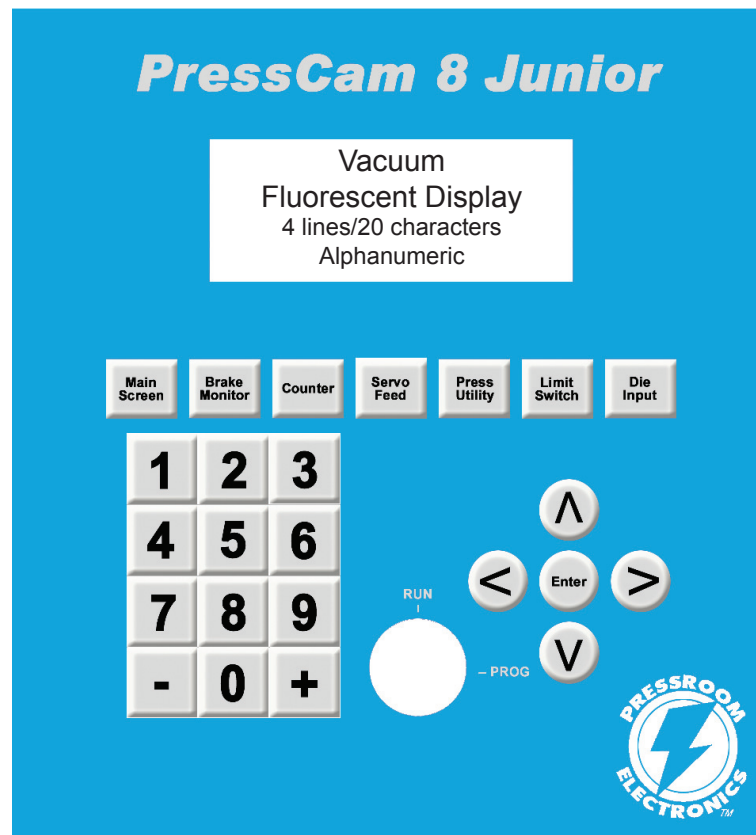 PressCam 8 Junior
Vacuum
Fluorescent Display
4 lines/20 characters
Alphanumeric
Main
Screen
Brake
Monitor
Counter
Servo
Feed
Press
Utility
Limit
Switch
Die
Input
1 2 3
4 5 6
7 8 9
- 0 +
Λ
< Enter >
V
RUN
– PROG
PRESSROOM
ELECTRONICS
TM